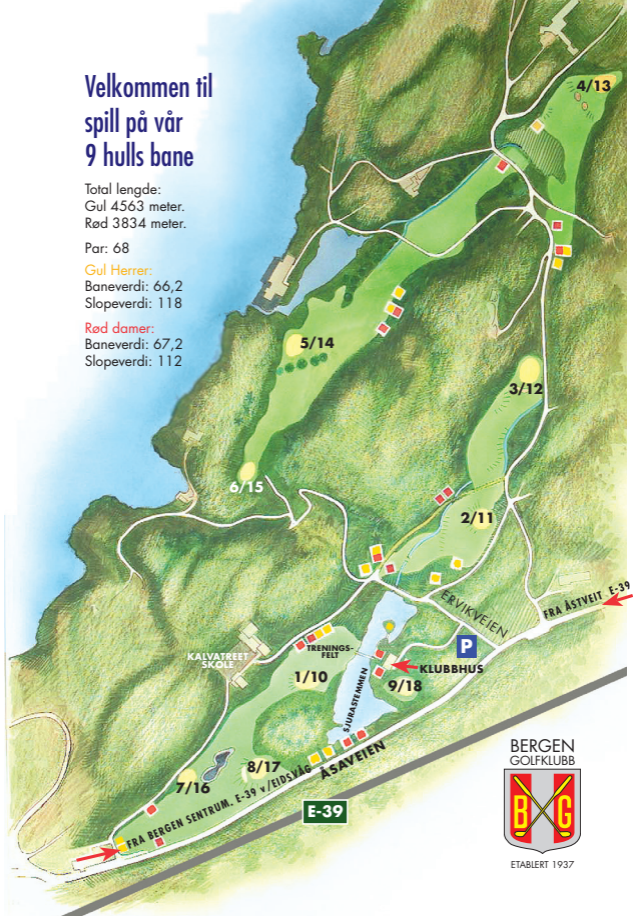 Velkommen til
spill på vår
9 hulls bane
Total lengde:
Gul 4563 meter.
Rød 3834 meter.
Par: 68
Gul Herrer:
Baneverdi: 66,2
Slopeverdi: 118
Rød damer:
Baneverdi: 67,2
Slopeverdi: 112
4/13
5/14
3/12
6/15
2/11
ERVIKVEIEN
FRA ÅSTVEIT E-39
P
KALVATREET
SKOLE
TRENINGS-
FELT
KLUBBHUS
1/10
9/18
SJURASTEMMEN
8/17
7/16
ÅSAVEIEN
FRA BERGEN SENTRUM. E-39 v/EIDSVÅG
E-39
BERGEN
GOLFKLUBB
B G
ETABLERT 1937